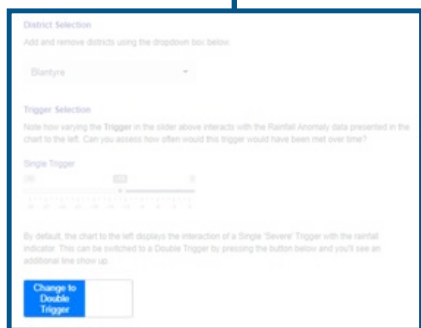 District Selection
Add and remove districts using the dropdown box below.
Blantyre
Trigger Selection
Note how varying the Trigger in the slider above interacts with the Rainfall Anomaly data presented in the
chart to the left. Can you assess how often would this trigger would have been met over time?
Single Trigger
By default, the chart to the left displays the interaction of a Single 'Severe' Trigger with the rainfall
indicator. This can be switched to a Double Trigger by pressing the button below and you'll see an
additional line show up.
Change to
Double
Trigger